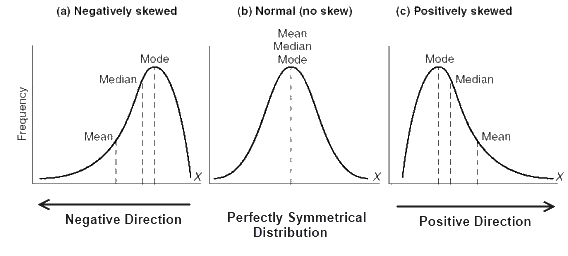 (a) Negatively skewed
(b) Normal (no skew)
(c) Positively skewed
Mean
Median
Mode
Mode
Median
Mean
Mode
Median
Mean
Frequency
X
X
X
Negative Direction
Perfectly Symmetrical
Distribution
Positive Direction